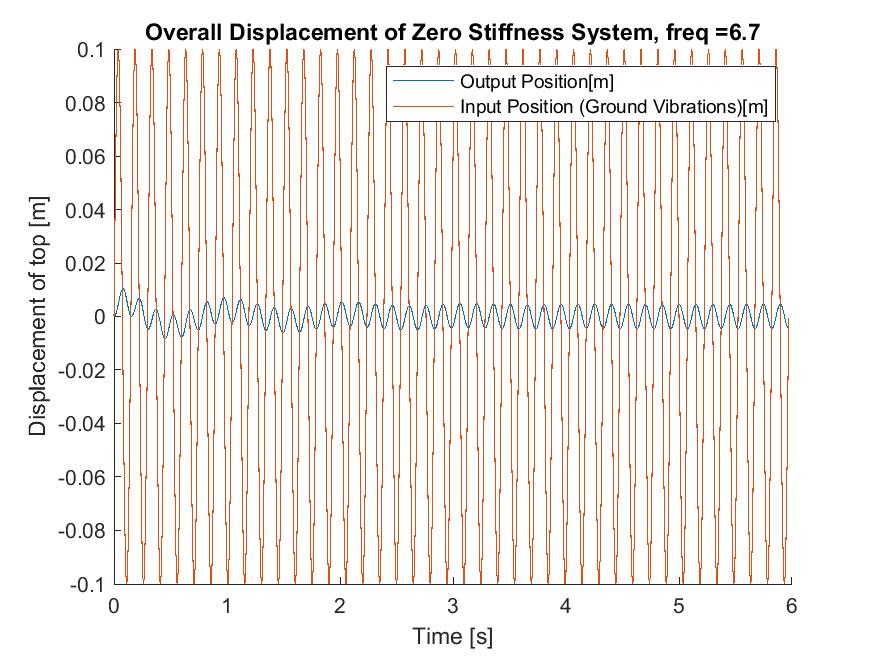 Overall Displacement of Zero Stiffness System, freq =6.7
0.1
0.08
0.06
0.04
0.02
0
-0.02
-0.04
-0.06
-0.08
-0.1
Displacement of top [m]
Output Position[m]
Input Position (Ground Vibrations)[m]
0 1 2 3 4 5 6
Time [s]